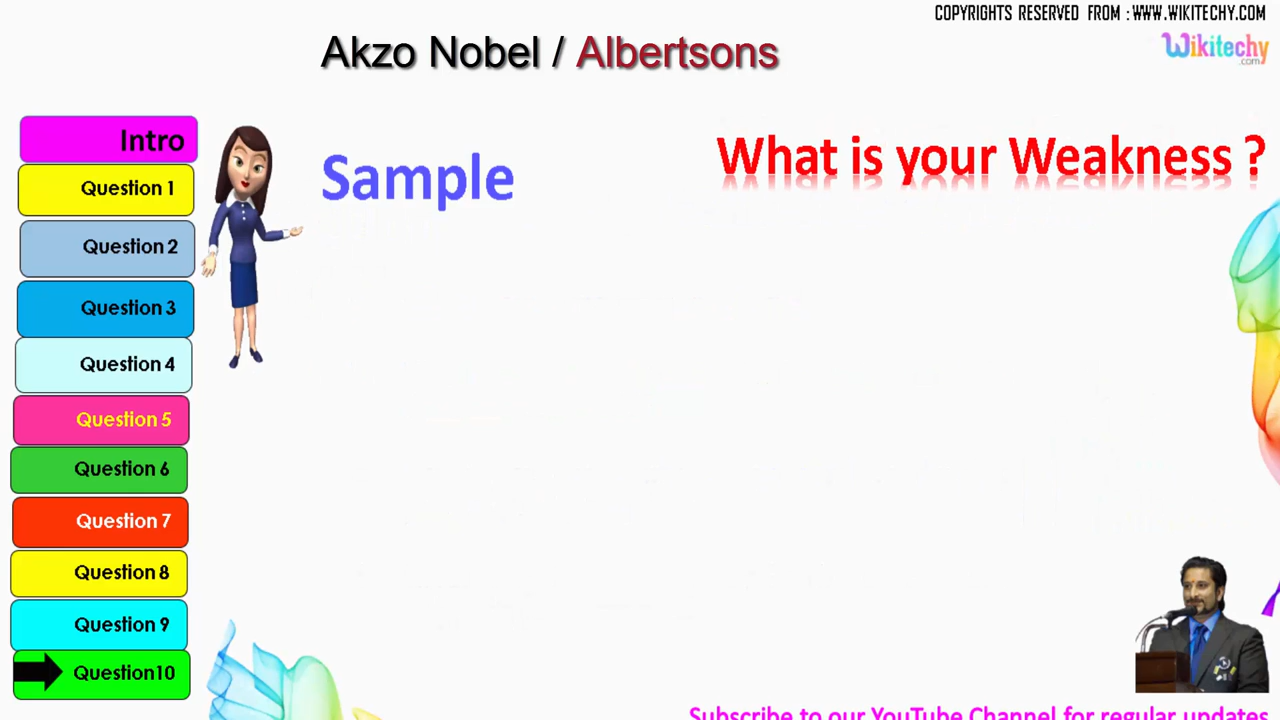 COPYRIGHTS RESERVED FROM : WWW.WIKITECHY.COM
Akzo Nobel / Albertsons
Wikitechy
.com
Intro
What is your Weakness ?
Sample
Question 1
Question 2
Question 3
Question 4
Question 5
Question 6
Question 7
Question 8
Question 9
Question10
Subscribe to our YouTube Channel for regular updates